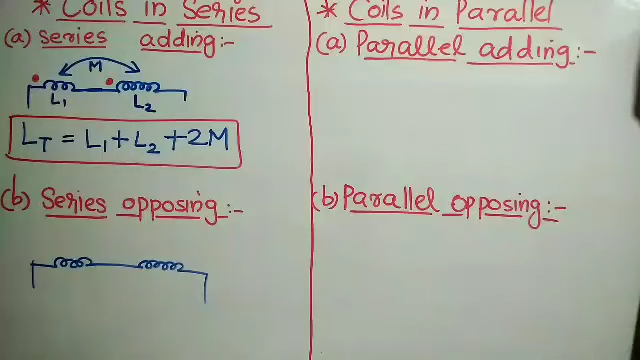 * Coils in Series
(a) series adding:-
M
L1 L2
LT = L1 + L2 + 2M
(b) Series opposing:-
* Coils in Parallel
(a) Parallel adding:-
(b) Parallel opposing:-